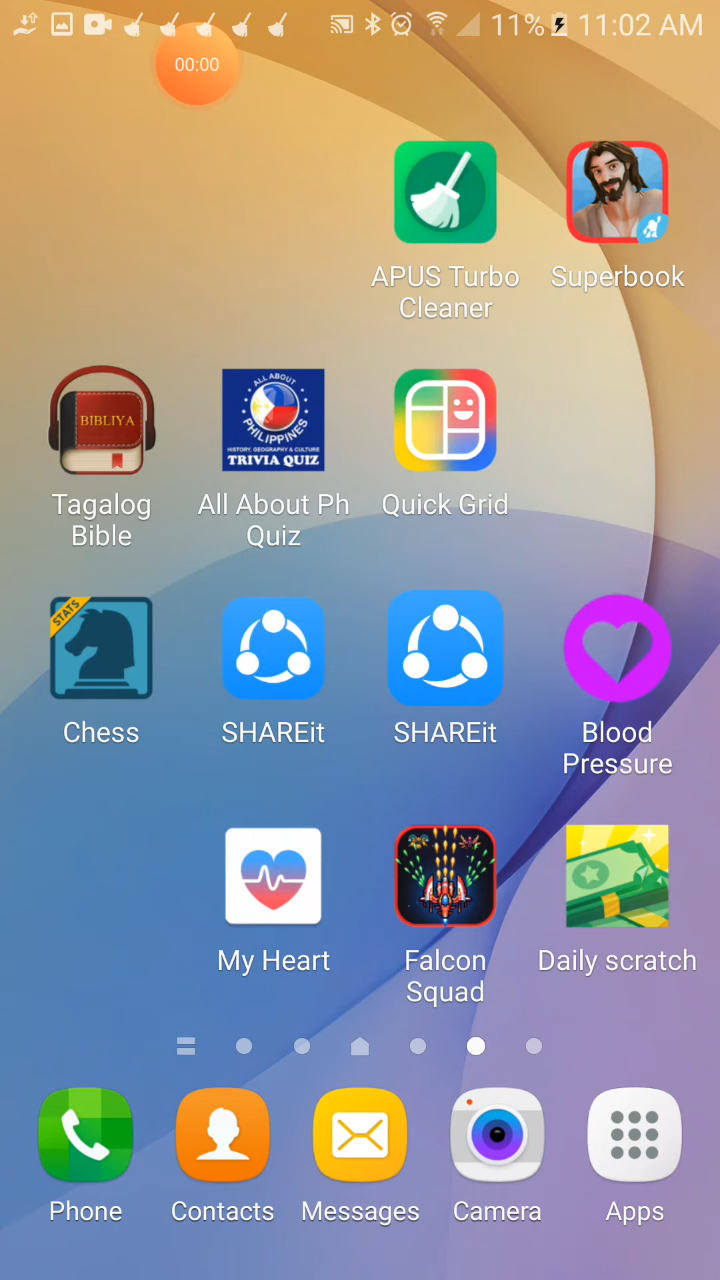 11% 11:02 AM
00:00
APUS Turbo Cleaner
Superbook
BIBLIYA
ALL ABOUT
PHILIPPINES
HISTORY, GEOGRAPHY & CULTURE
TRIVIA QUIZ
Tagalog Bible
All About Ph Quiz
Quick Grid
STATS
Chess
SHAREit
SHAREit
Blood Pressure
My Heart
Falcon Squad
Daily scratch
Phone
Contacts
Messages
Camera
Apps